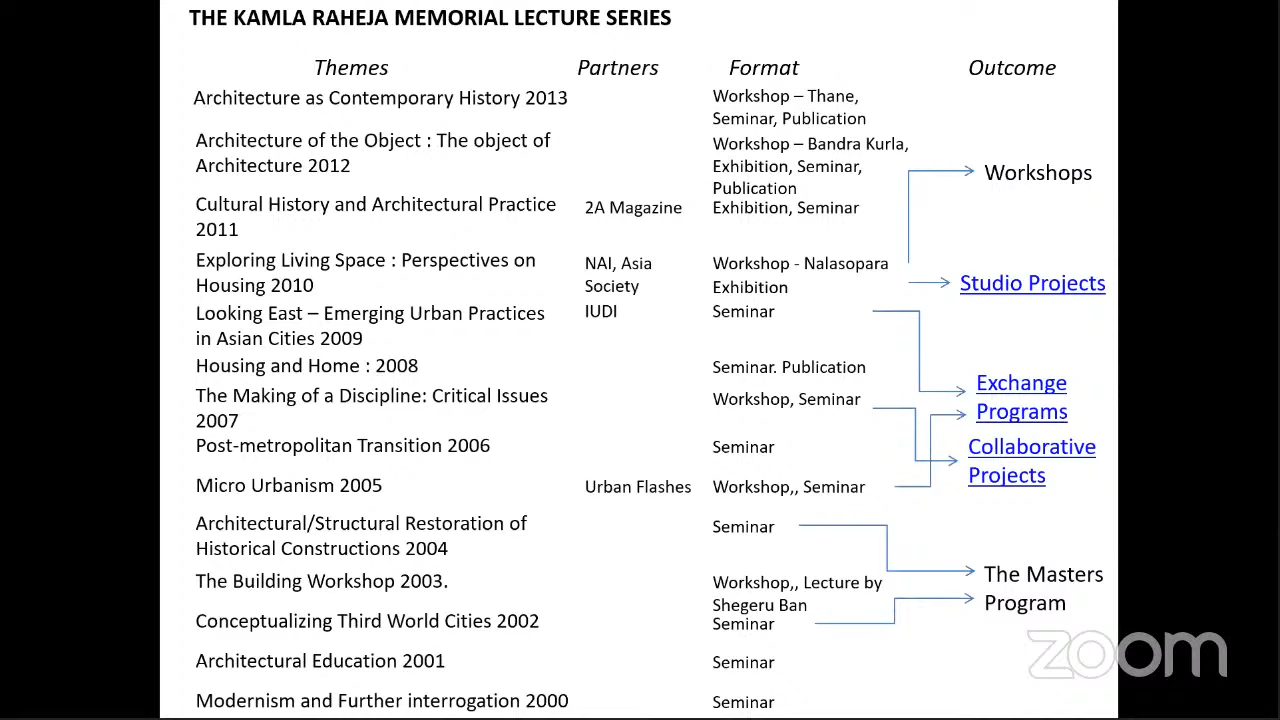 THE KAMLA RAHEJA MEMORIAL LECTURE SERIES
Themes Partners Format Outcome
Architecture as Contemporary History 2013
Workshop – Thane,
Seminar, Publication
Architecture of the Object : The object of
Architecture 2012
Workshop – Bandra Kurla,
Exhibition, Seminar,
Publication
Workshops
Cultural History and Architectural Practice
2011
2A Magazine
Exhibition, Seminar
Exploring Living Space : Perspectives on
Housing 2010
NAI, Asia
Society
Workshop - Nalasopara
Exhibition
Studio Projects
Looking East – Emerging Urban Practices
in Asian Cities 2009
IUDI
Seminar
Housing and Home : 2008
Seminar. Publication
Exchange
Programs
The Making of a Discipline: Critical Issues
2007
Workshop, Seminar
Post-metropolitan Transition 2006
Seminar
Collaborative
Projects
Micro Urbanism 2005
Urban Flashes
Workshop,, Seminar
Architectural/Structural Restoration of
Historical Constructions 2004
Seminar
The Building Workshop 2003.
Workshop,, Lecture by
Shegeru Ban
The Masters
Program
Conceptualizing Third World Cities 2002
Seminar
Architectural Education 2001
Seminar
Modernism and Further interrogation 2000
Seminar
zoom